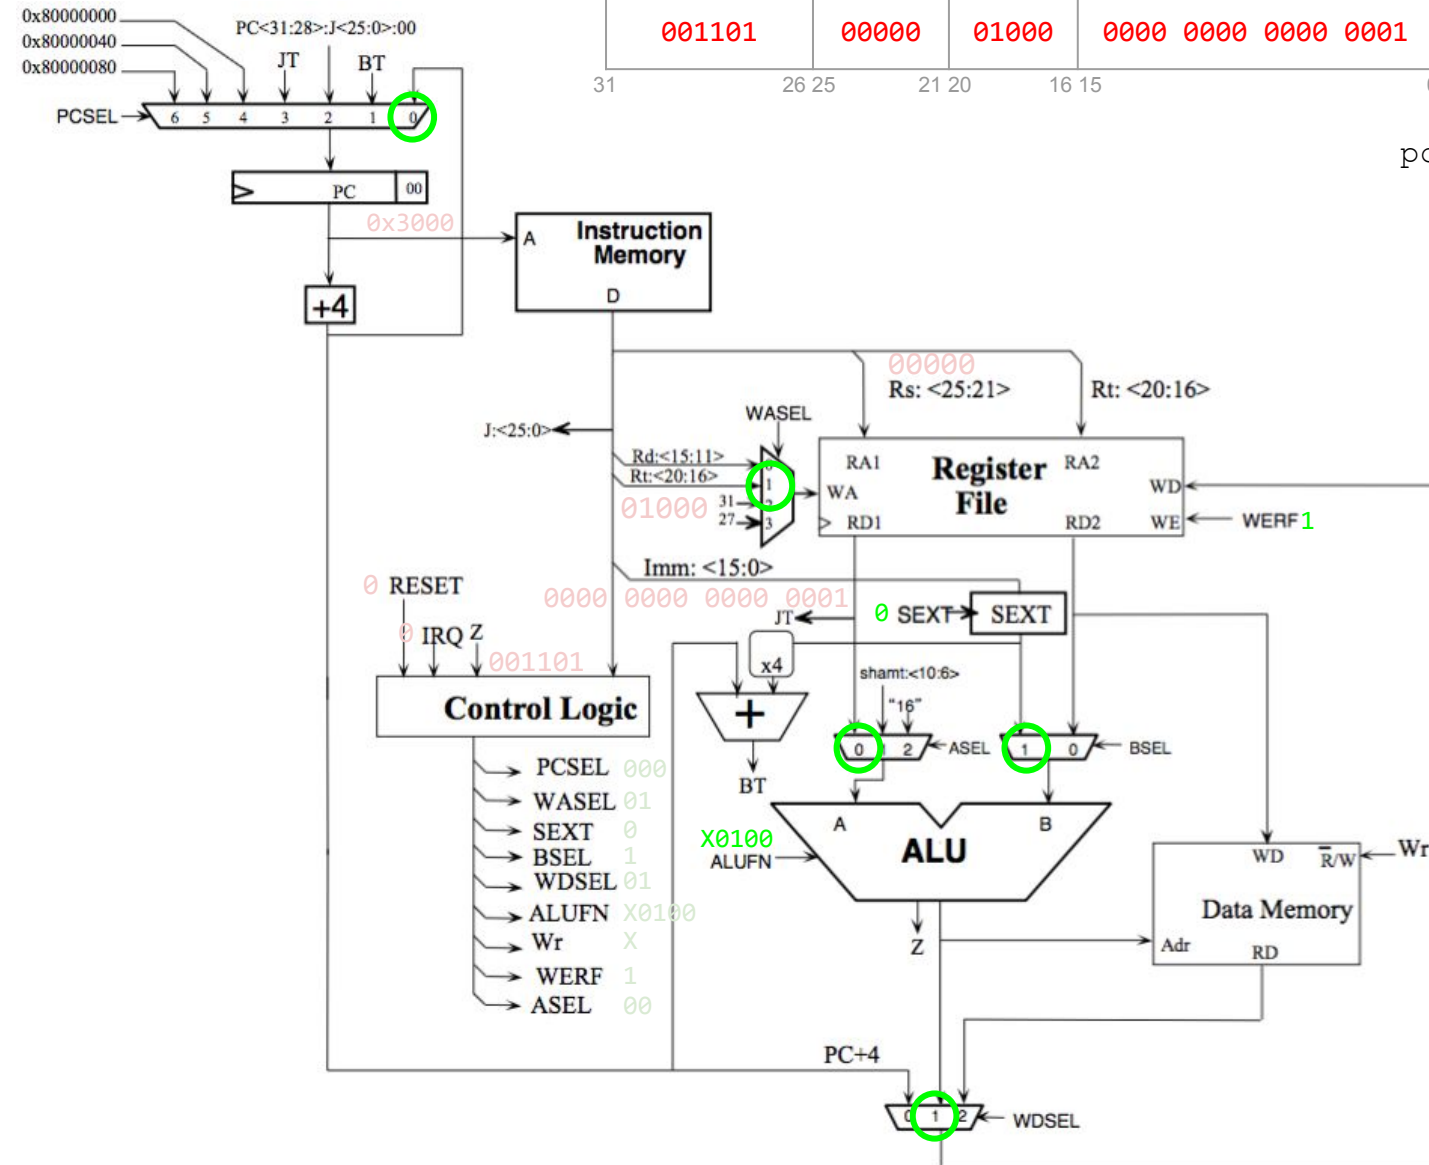 0x80000000
0x80000040
0x80000080
PC<31:28>:J<25:0>:00
JT
BT
PCSEL
6 5 4 3 2 1 0
001101 00000 01000 0000 0000 0000 0001
31 26 25 21 20 16 15
PC 00
0x3000
A
Instruction
Memory
D
+4
00000
Rs: <25:21>
Rt: <20:16>
WASEL
J:<25:0>
Rd:<15:11>
Rt:<20:16>
01000
31
27
0
1
2
3
RA1
Register
File
RA2
WA
WD
RD1
RD2
WE
WERF 1
Imm: <15:0>
0 RESET
0000 0000 0000 0001
JT
0 SEXT
SEXT
0 IRQ Z
001101
x4
shamt:<10:6>
"16"
Control Logic
+
0 1 2
ASEL
1 0
BSEL
BT
PCSEL 000
WASEL 01
SEXT 0
BSEL 1
WDSEL 01
ALUFN X0100
Wr X
WERF 1
ASEL 00
A
B
X0100
ALUFN
ALU
Z
WD
R/W
Wr
Data Memory
Adr
RD
PC+4
0 1 2
WDSEL